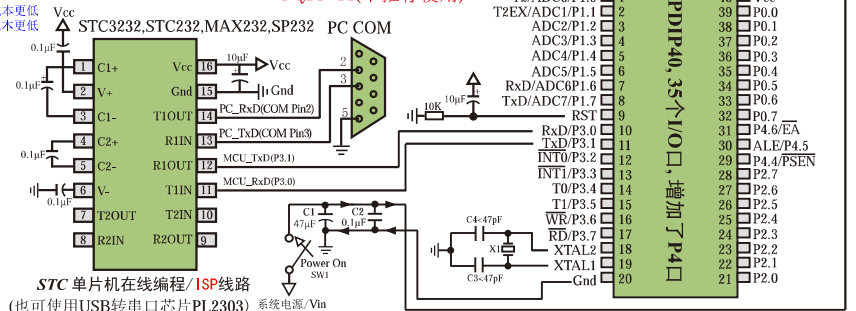 本更低
本更低
Vcc
STC3232,STC232,MAX232,SP232
PC COM
0.1μF
0.1μF
0.1μF
0.1μF
0.1μF
1 C1+ Vcc 16
2 V+ Gnd 15
3 C1- T1OUT 14
4 C2+ R1IN 13
5 C2- R1OUT 12
6 V- T1IN 11
7 T2OUT T2IN 10
8 R2IN R2OUT 9
10μF
Vcc
Gnd
PC_RxD(COM Pin2)
PC_TxD(COM Pin3)
MCU_TxD(P3.1)
MCU_RxD(P3.0)
2
3
5
10μF
10K
T2EX/ADC1/P1.1 2
ADC2/P1.2 3
ADC3/P1.3 4
ADC4/P1.4 5
ADC5/P1.5 6
RxD/ADC6P1.6 7
TxD/ADC7/P1.7 8
RST 9
RxD/P3.0 10
TxD/P3.1 11
INT0/P3.2 12
INT1/P3.3 13
T0/P3.4 14
T1/P3.5 15
WR/P3.6 16
RD/P3.7 17
XTAL2 18
XTAL1 19
Gnd 20
PDIP40, 35个I/O口, 增加了P4口
39 P0.0
38 P0.1
37 P0.2
36 P0.3
35 P0.4
34 P0.5
33 P0.6
32 P0.7
31 P4.6/EA
30 ALE/P4.5
29 P4.4/PSEN
28 P2.7
27 P2.6
26 P2.5
25 P2.4
24 P2.3
23 P2.2
22 P2.1
21 P2.0
C1
47μF
C2
0.1μF
Power On
SW1
C4<47pF
X1
C3<47pF
STC 单片机在线编程/ISP线路
(也可使用USB转串口芯片PL2303)
系统电源/Vin